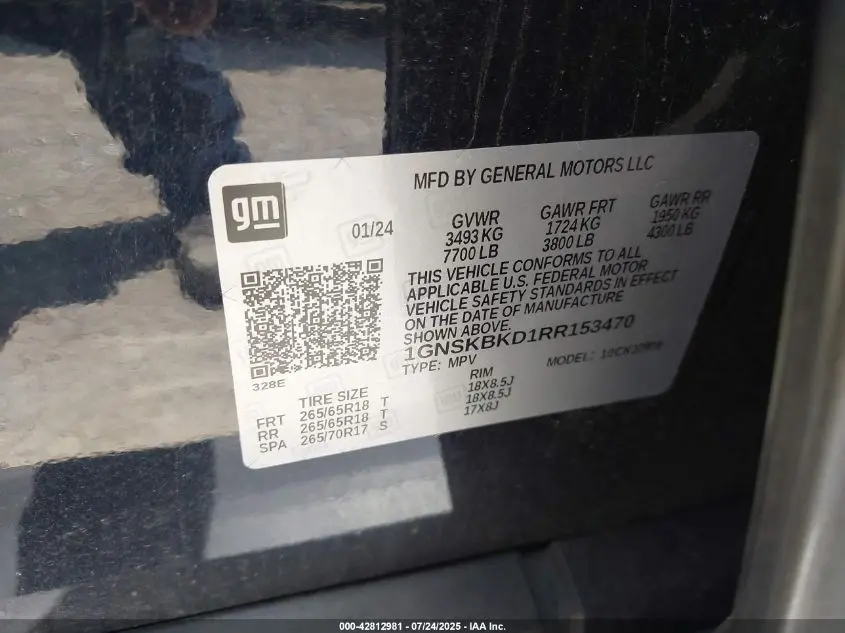 MFD BY GENERAL MOTORS LLC
gm
01/24
GVWR
3493 KG
7700 LB
GAWR FRT
1724 KG
3800 LB
GAWR RR
1950 KG
4300 LB
THIS VEHICLE CONFORMS TO ALL
APPLICABLE U.S. FEDERAL MOTOR
VEHICLE SAFETY STANDARDS IN EFFECT
ON THE DATE OF MANUFACTURE
SHOWN ABOVE.
1GNSKBKD1RR153470
TYPE: MPV
MODEL:
328E
TIRE SIZE
RIM
FRT 265/65R18 T 18X8.5J
RR 265/65R18 T 18X8.5J
SPA 265/70R17 S 17X8J
000-42812981 - 07/24/2025 - IAA Inc.